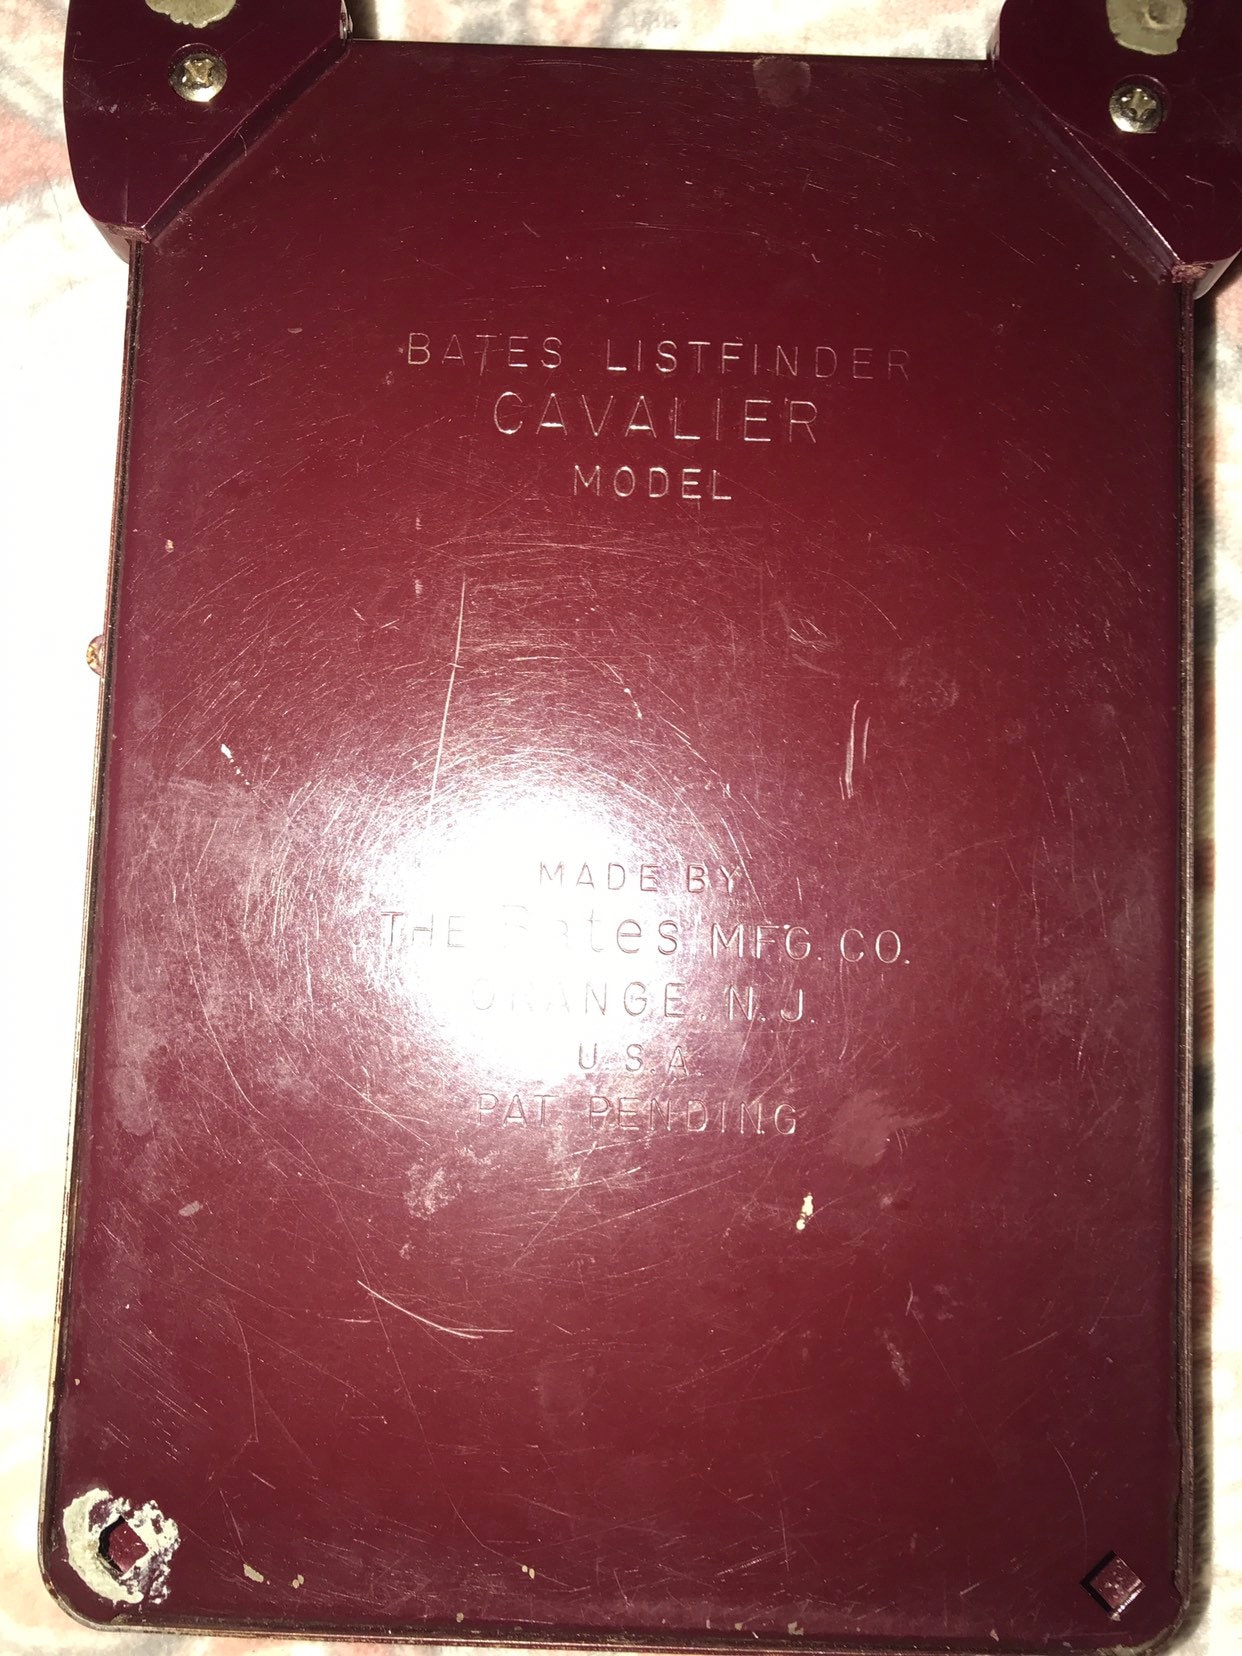 BATES LISTFINDER
CAVALIER
MODEL
MADE BY
THE Bates MFG. CO.
ORANGE, N.J.
U.S.A.
PAT. PENDING